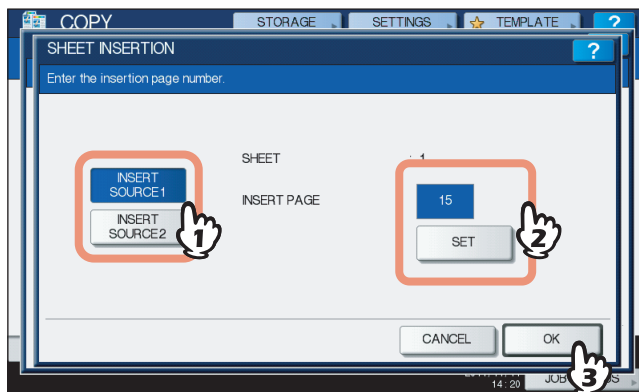 COPY STORAGE SETTINGS TEMPLATE ?
SHEET INSERTION ?
Enter the insertion page number.
SHEET : 1
INSERT
SOURCE1
INSERT PAGE 15
INSERT
SOURCE2
SET
1
2
CANCEL OK
14:20 JOB
3